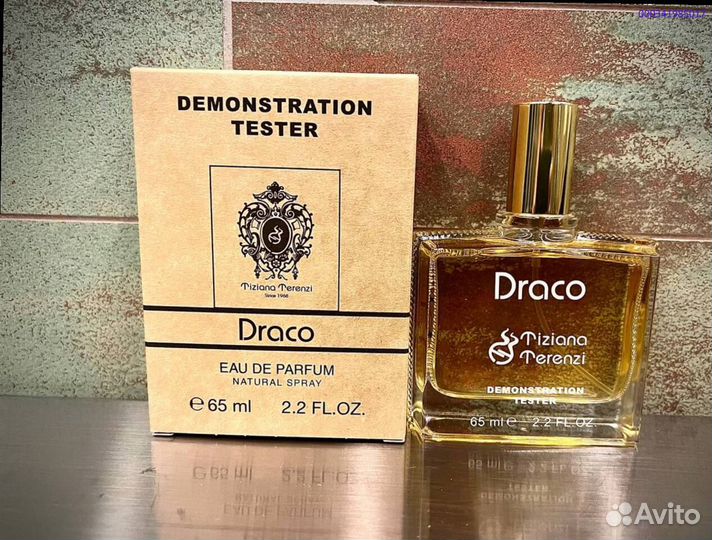 DEMONSTRATION
TESTER
Tiziana Terenzi
Since 1968
Draco
EAU DE PARFUM
NATURAL SPRAY
e 65 ml 2.2 FL.OZ.
Draco
Tiziana
Terenzi
DEMONSTRATION
TESTER
65 ml e 2.2 FL.OZ.
Avito